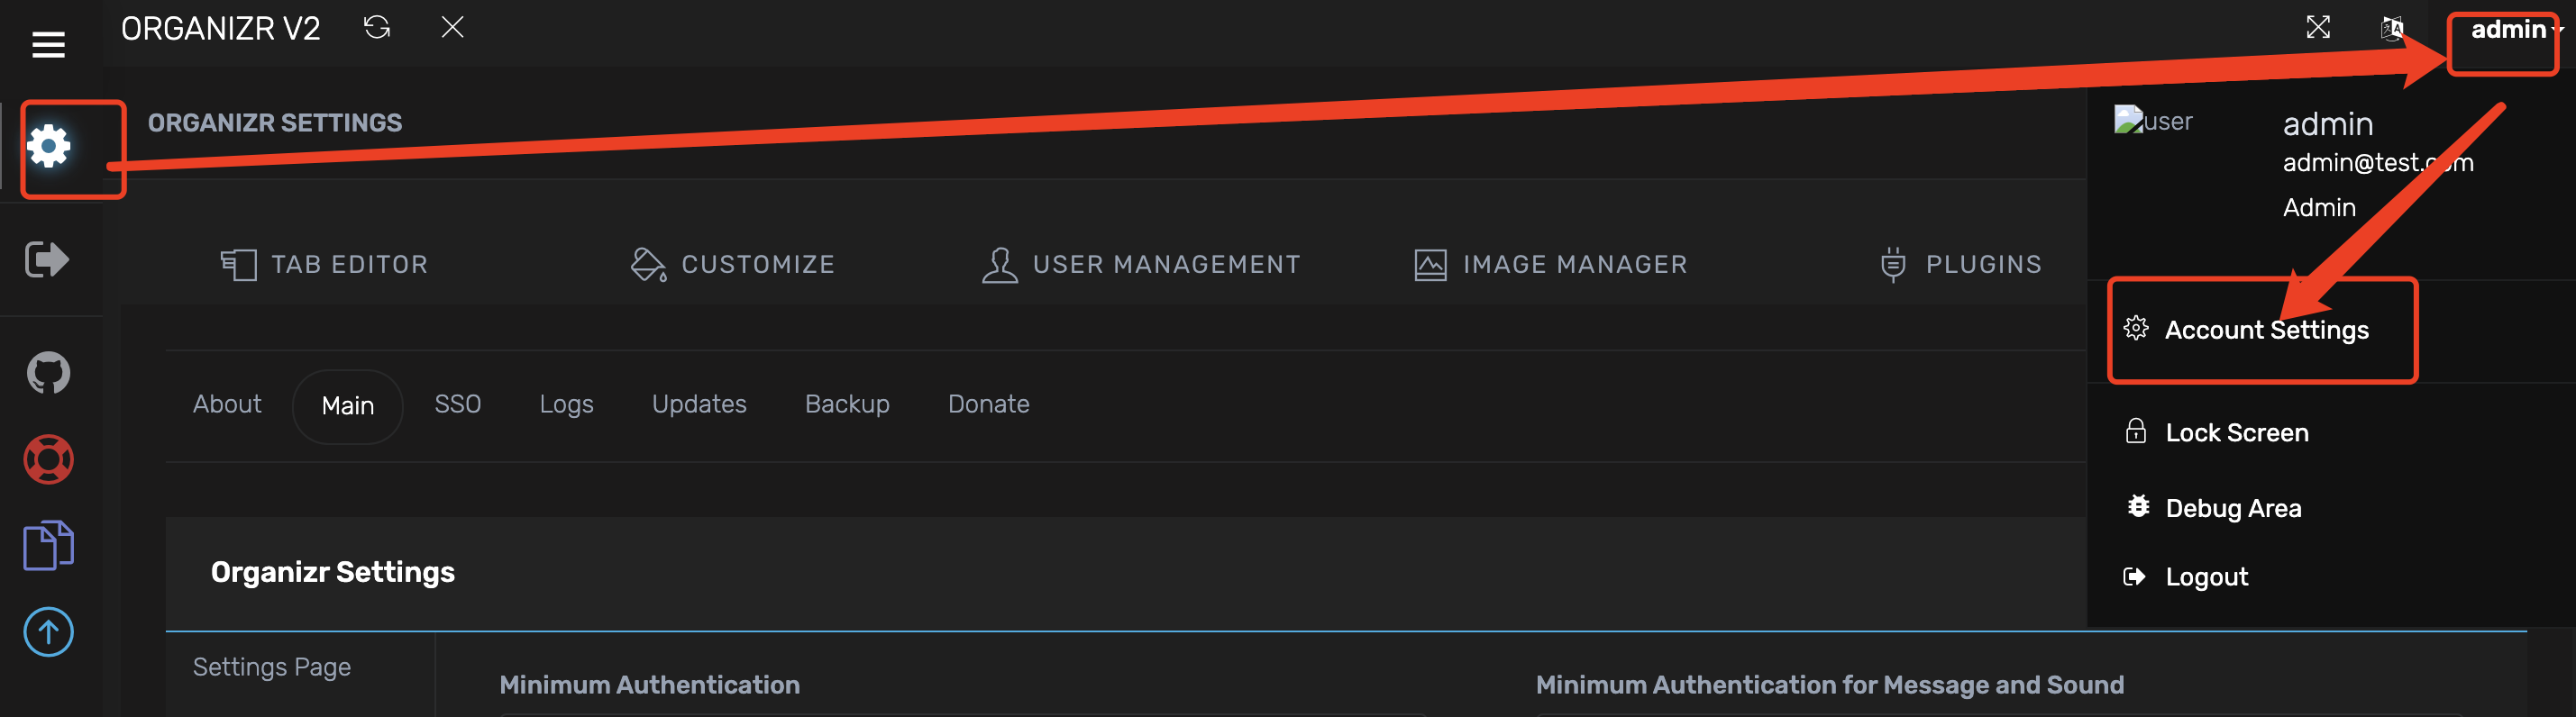 ORGANIZR V2
admin
ORGANIZR SETTINGS
user
admin
admin@test.com
Admin
TAB EDITOR
CUSTOMIZE
USER MANAGEMENT
IMAGE MANAGER
PLUGINS
Account Settings
About
Main
SSO
Logs
Updates
Backup
Donate
Lock Screen
Debug Area
Logout
Organizr Settings
Settings Page
Minimum Authentication
Minimum Authentication for Message and Sound